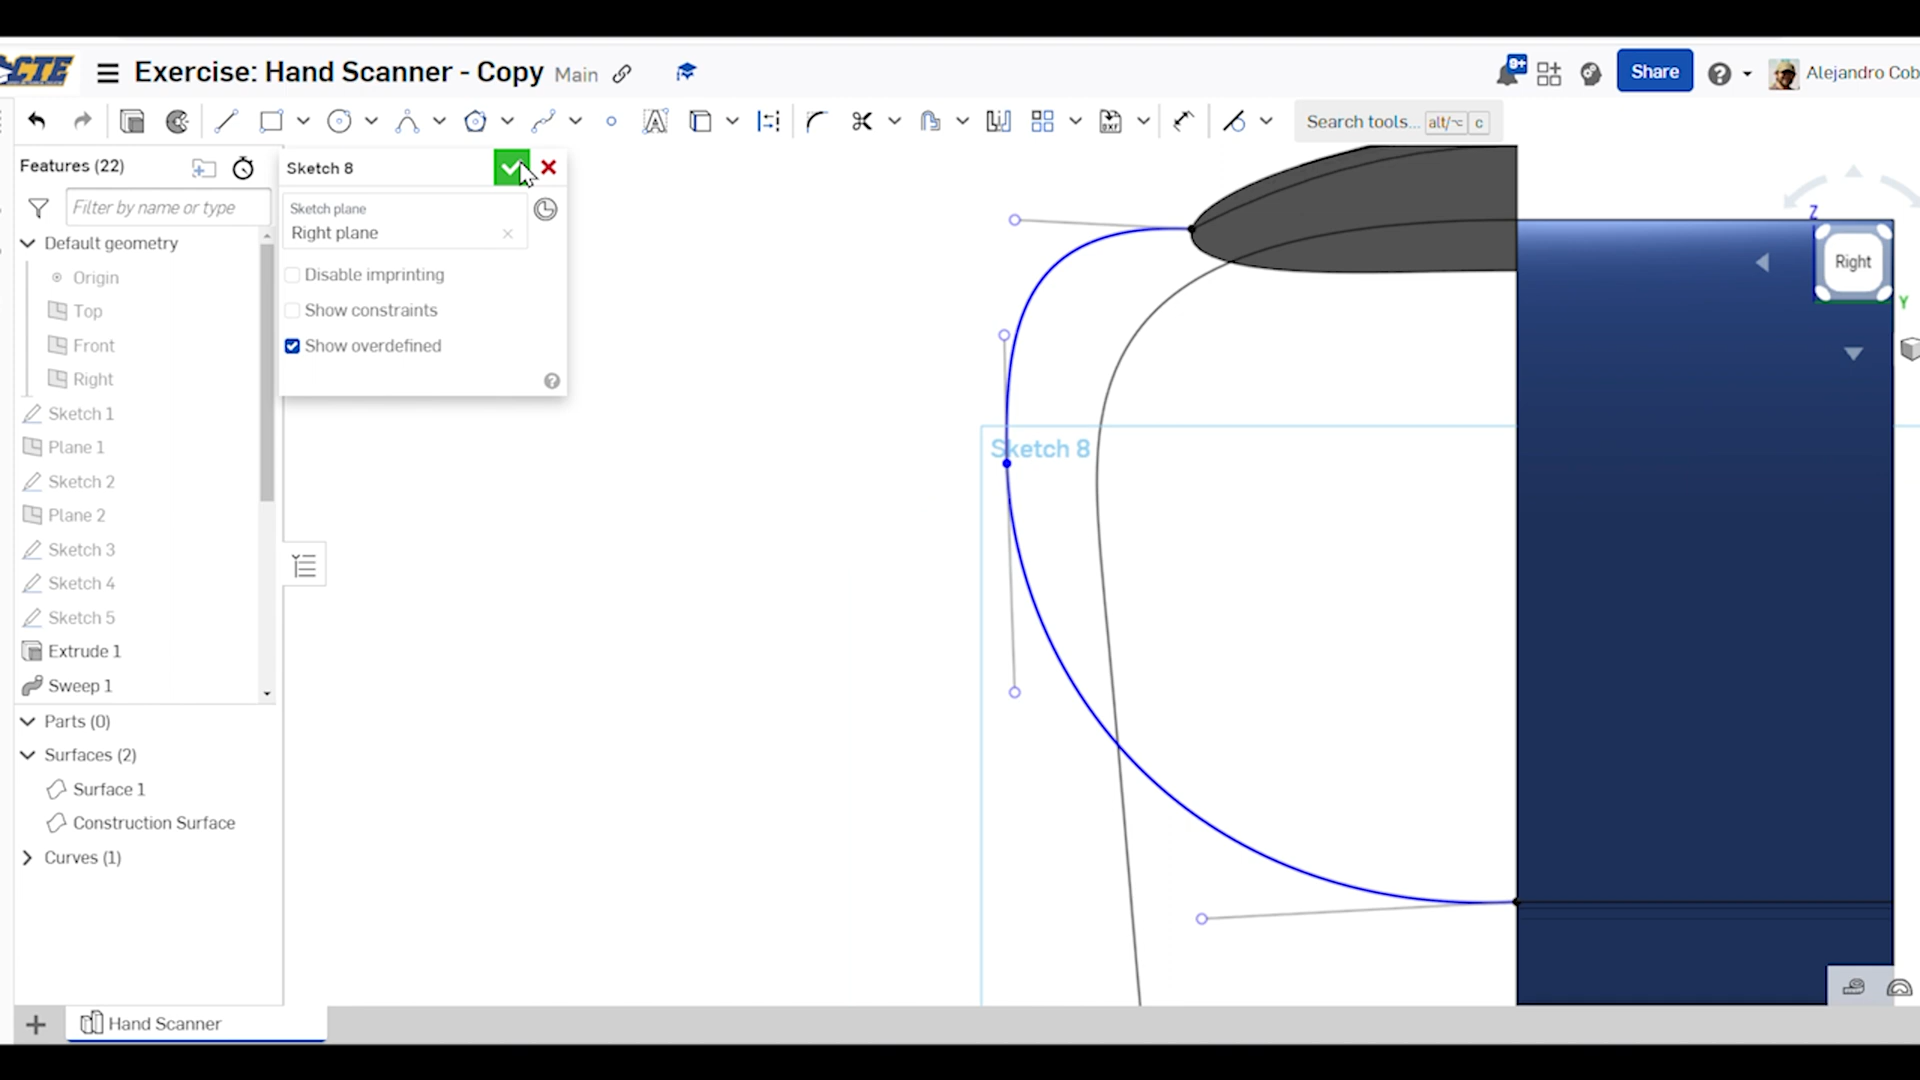 CTE
Exercise: Hand Scanner - Copy Main
9+
Share
Alejandro Cob
Search tools... alt/⌥ c
Features (22)
Filter by name or type
Default geometry
Origin
Top
Front
Right
Sketch 1
Plane 1
Sketch 2
Plane 2
Sketch 3
Sketch 4
Sketch 5
Extrude 1
Sweep 1
Parts (0)
Surfaces (2)
Surface 1
Construction Surface
Curves (1)
Sketch 8
Sketch plane
Right plane
Disable imprinting
Show constraints
Show overdefined
Sketch 8
Z
Right
Y
DXF
Hand Scanner